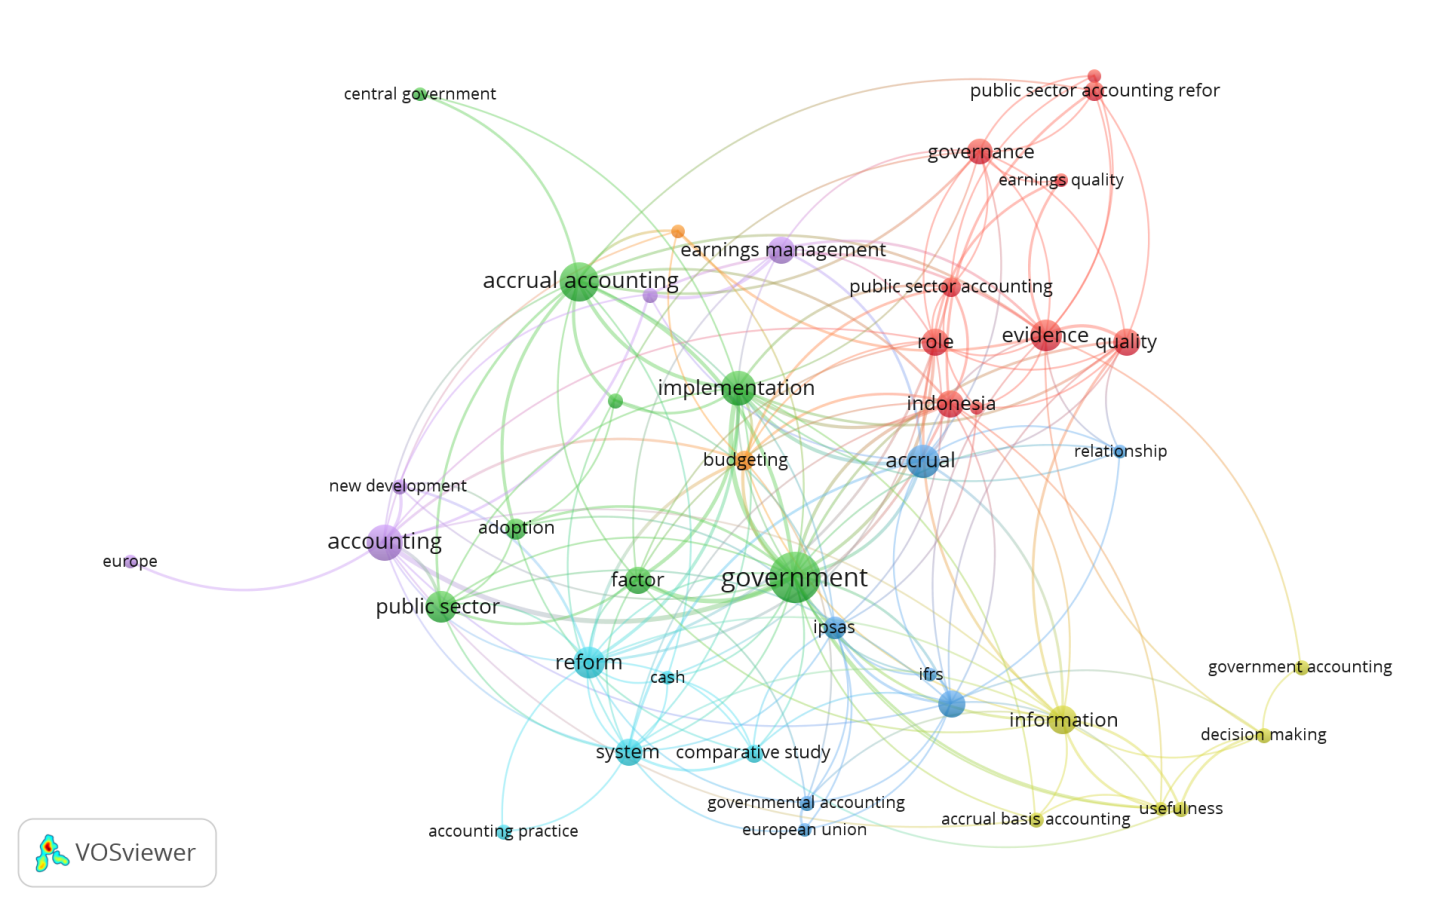 central government
public sector accounting refor
governance
earnings quality
earnings management
accrual accounting
public sector accounting
role
evidence
quality
implementation
indonesia
budgeting
accrual
relationship
new development
adoption
accounting
europe
factor
government
public sector
ipsas
reform
cash
ifrs
government accounting
information
decision making
system
comparative study
governmental accounting
usefulness
accrual basis accounting
european union
accounting practice
VOSviewer